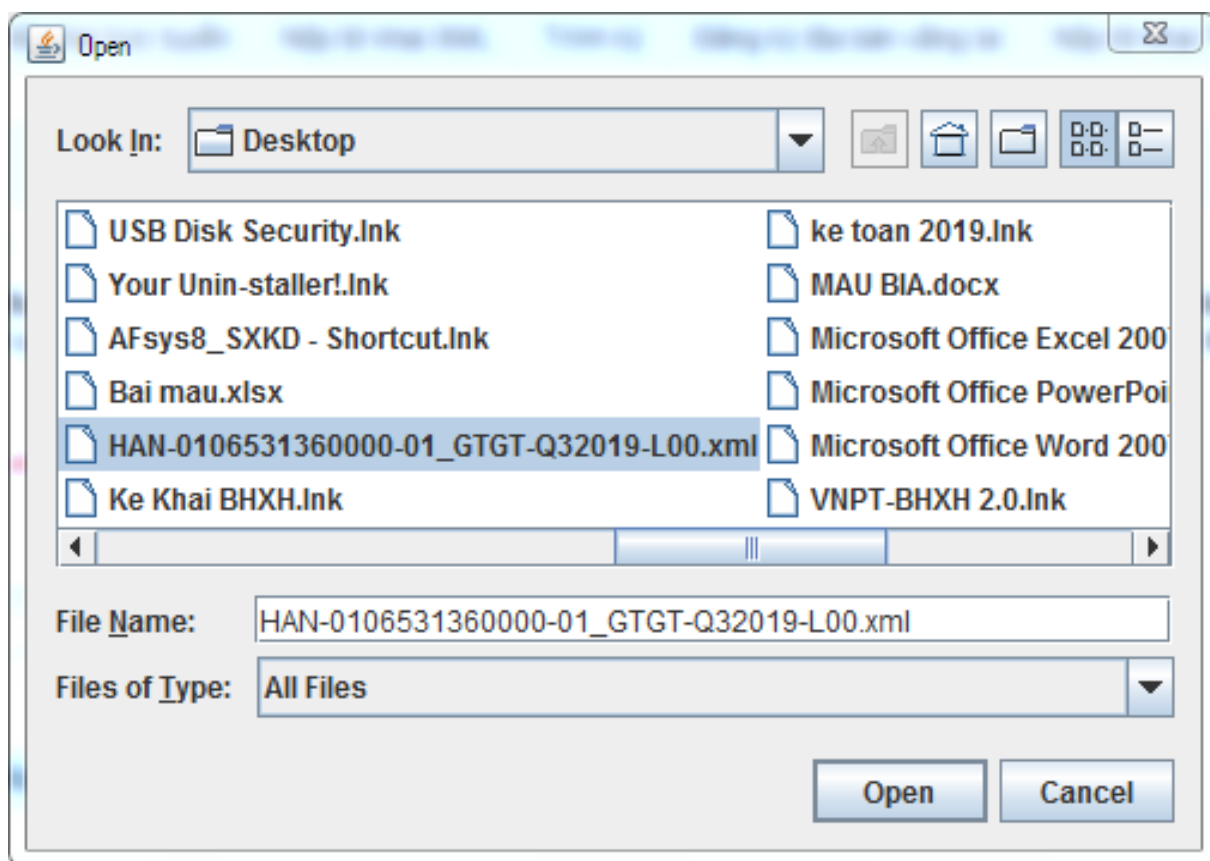 Open
Look In: Desktop
USB Disk Security.lnk
Your Unin-staller!.lnk
AFsys8_SXKD - Shortcut.lnk
Bai mau.xlsx
HAN-0106531360000-01_GTGT-Q32019-L00.xml
Ke Khai BHXH.lnk
ke toan 2019.lnk
MAU BIA.docx
Microsoft Office Excel 200
Microsoft Office PowerPoi
Microsoft Office Word 200
VNPT-BHXH 2.0.lnk
File Name: HAN-0106531360000-01_GTGT-Q32019-L00.xml
Files of Type: All Files
Open Cancel